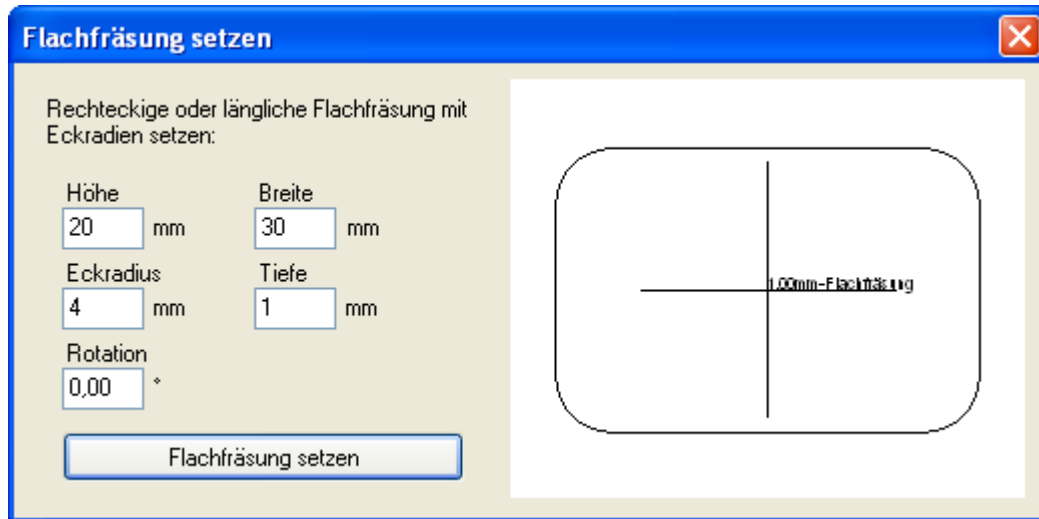 Flachfräsung setzen
Rechteckige oder längliche Flachfräsung mit
Eckradien setzen:
Höhe Breite
20 mm 30 mm
Eckradius Tiefe
4 mm 1 mm
Rotation
0,00 °
Flachfräsung setzen
1.00mm-Flachfräsung